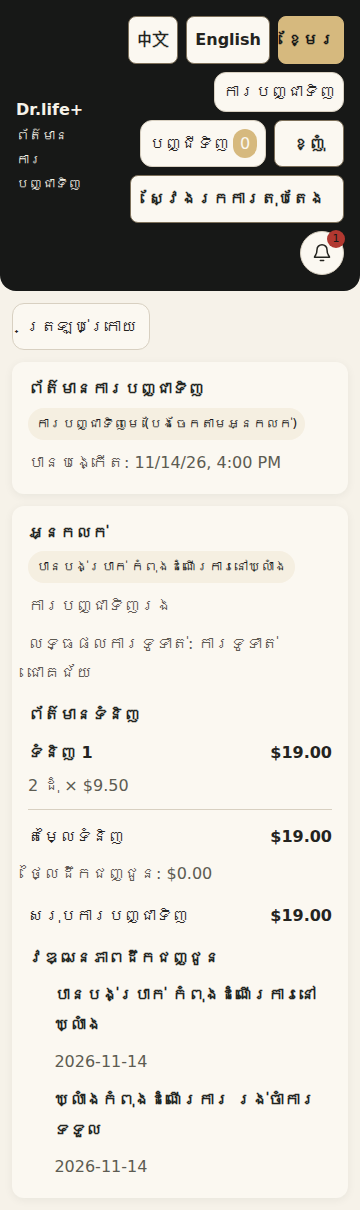 中文 English ខ្មែរ
ការបញ្ជាទិញ
Dr.life+
ព័ត៌មាន
ការ
បញ្ជាទិញ
បញ្ជីទិញ 0 ខ្ញុំ
ស្វែងរកការតុបតែង
1
ត្រឡប់ក្រោយ
ព័ត៌មានការបញ្ជាទិញ
ការបញ្ជាទិញមេ (បែងចែកតាមអ្នកលក់)
បានបង្កើត: 11/14/26, 4:00 PM
អ្នកលក់
បានបង់ប្រាក់ កំពុងដំណើរការនៅឃ្លាំង
ការបញ្ជាទិញរង
លទ្ធផលការទូទាត់: ការទូទាត់
ជោគជ័យ
ព័ត៌មានទំនិញ
ទំនិញ 1 $19.00
2 ដុំ × $9.50
តម្លៃទំនិញ $19.00
ថ្លៃដឹកជញ្ជូន: $0.00
សរុបការបញ្ជាទិញ $19.00
វឌ្ឍនភាពដឹកជញ្ជូន
បានបង់ប្រាក់ កំពុងដំណើរការនៅ
ឃ្លាំង
2026-11-14
ឃ្លាំងកំពុងដំណើរការ រង់ចាំការ
ទទួល
2026-11-14